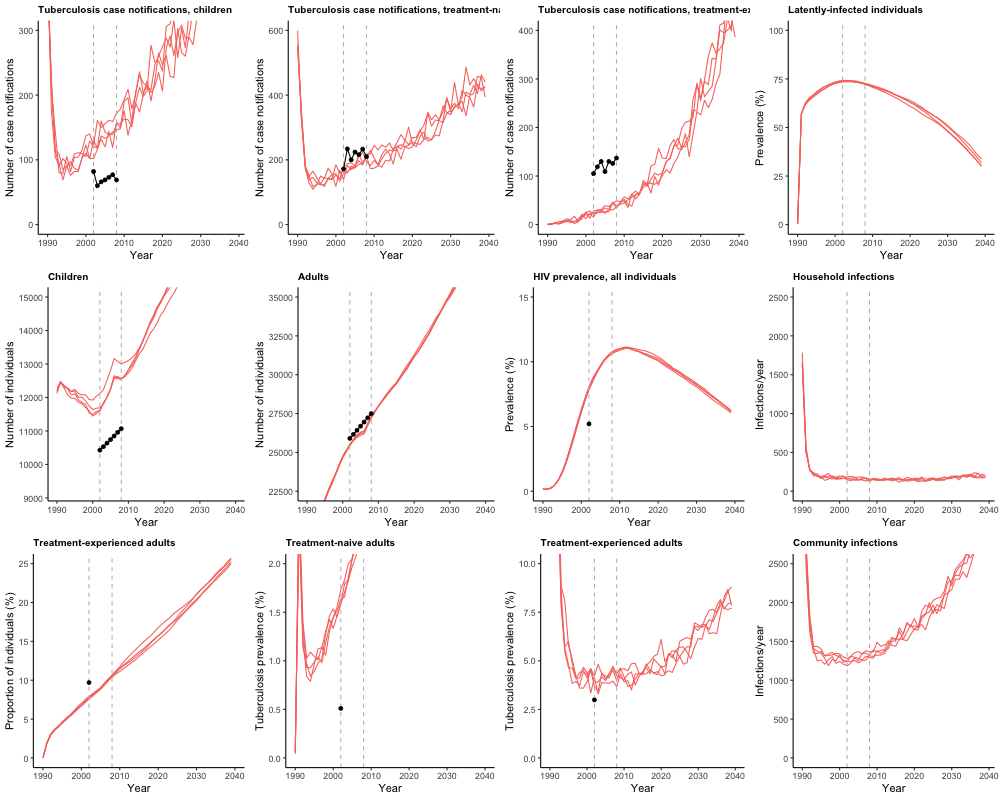 Tuberculosis case notifications, children
Number of case notifications
300
200
100
0
1990 2000 2010 2020 2030 2040
Year
Tuberculosis case notifications, treatment-na
Number of case notifications
600
400
200
0
1990 2000 2010 2020 2030 2040
Year
Tuberculosis case notifications, treatment-ex
Number of case notifications
400
300
200
100
0
1990 2000 2010 2020 2030 2040
Year
Latently-infected individuals
Prevalence (%)
100
75
50
25
0
1990 2000 2010 2020 2030 2040
Year
Children
Number of individuals
15000
14000
13000
12000
11000
10000
9000
1990 2000 2010 2020 2030 2040
Year
Adults
Number of individuals
35000
32500
30000
27500
25000
22500
1990 2000 2010 2020 2030 2040
Year
HIV prevalence, all individuals
Prevalence (%)
15
10
5
0
1990 2000 2010 2020 2030 2040
Year
Household infections
Infections/year
2500
2000
1500
1000
500
0
1990 2000 2010 2020 2030 2040
Year
Treatment-experienced adults
Proportion of individuals (%)
25
20
15
10
5
0
1990 2000 2010 2020 2030 2040
Year
Treatment-naive adults
Tuberculosis prevalence (%)
2.0
1.5
1.0
0.5
0.0
1990 2000 2010 2020 2030 2040
Year
Treatment-experienced adults
Tuberculosis prevalence (%)
10.0
7.5
5.0
2.5
0.0
1990 2000 2010 2020 2030 2040
Year
Community infections
Infections/year
2500
2000
1500
1000
500
0
1990 2000 2010 2020 2030 2040
Year